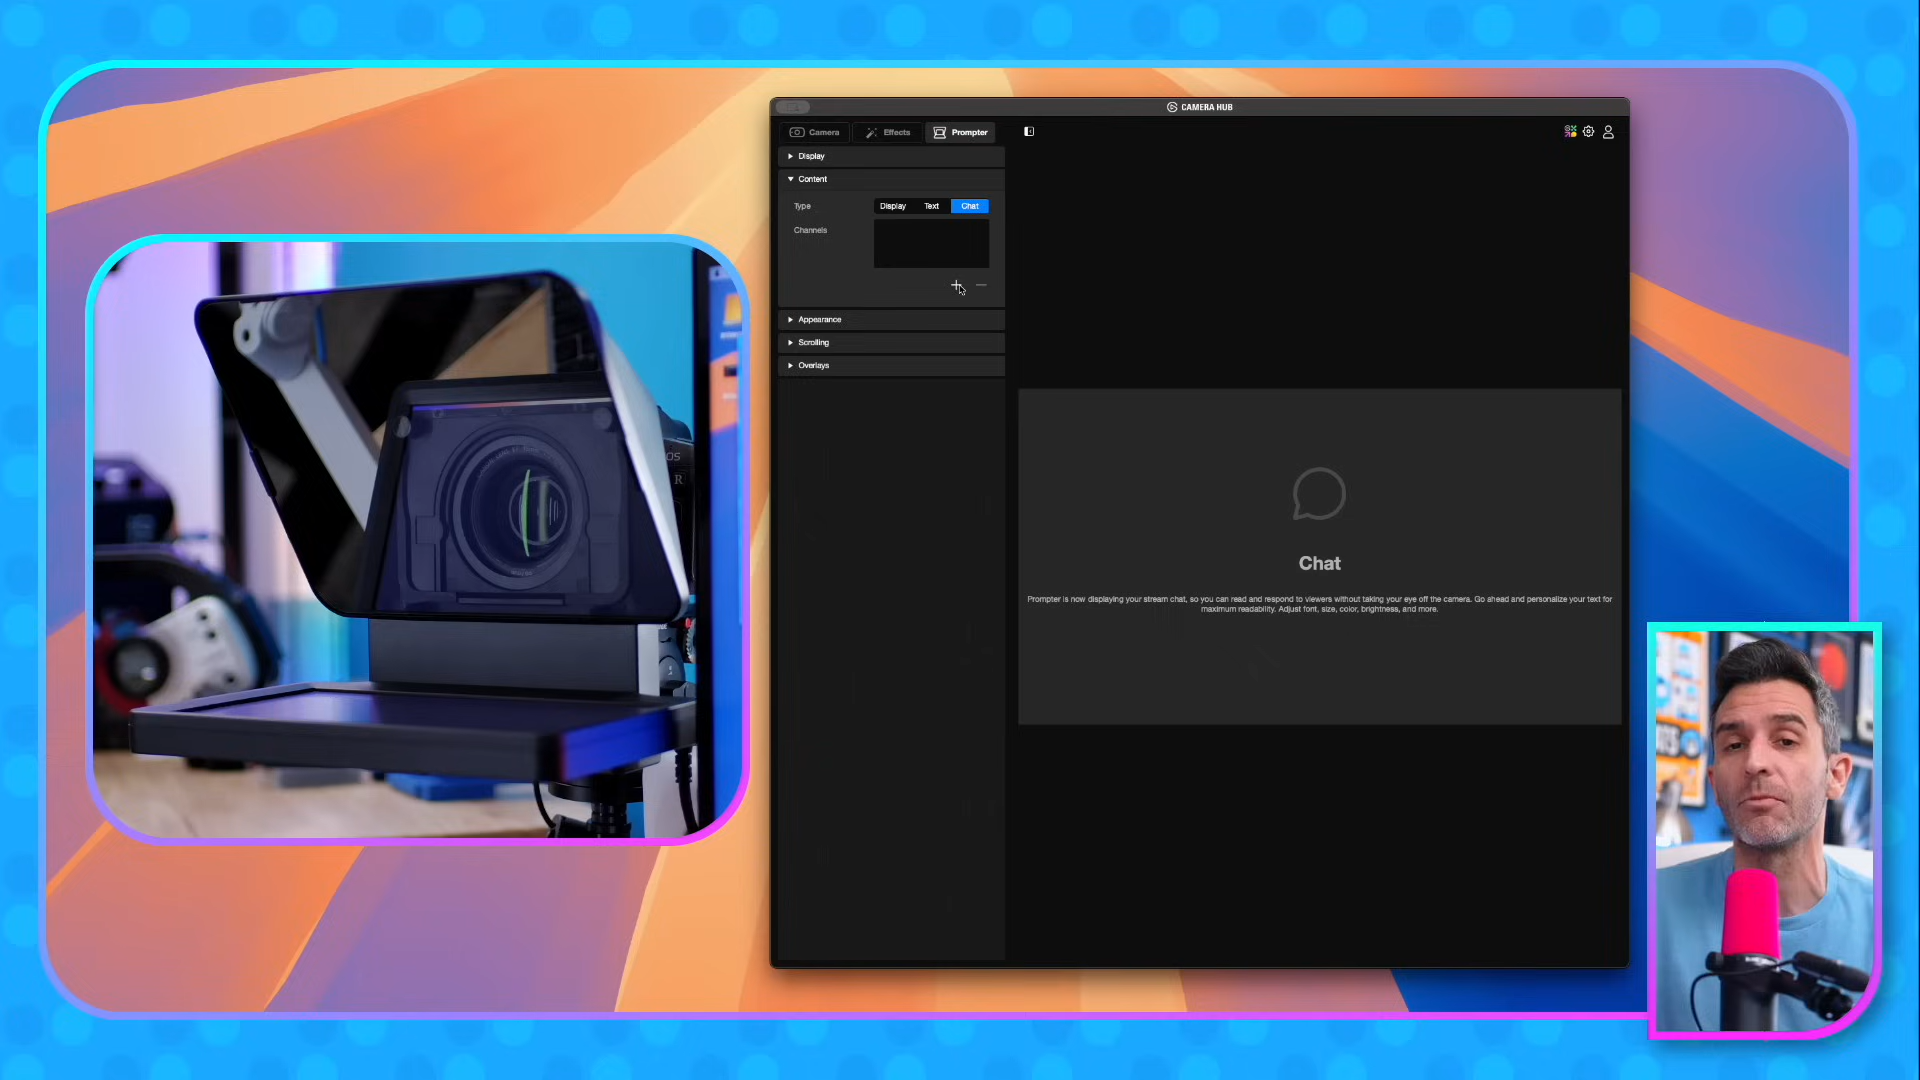 CAMERA HUB
Camera
Effects
Prompter
Display
Content
Type
Display
Text
Chat
Channels
Appearance
Scrolling
Overlays
Chat
Prompter is now displaying your stream chat, so you can read and respond to viewers without taking your eye off the camera. Go ahead and personalize your text for
maximum readability. Adjust font, size, color, brightness, and more.
OS
R